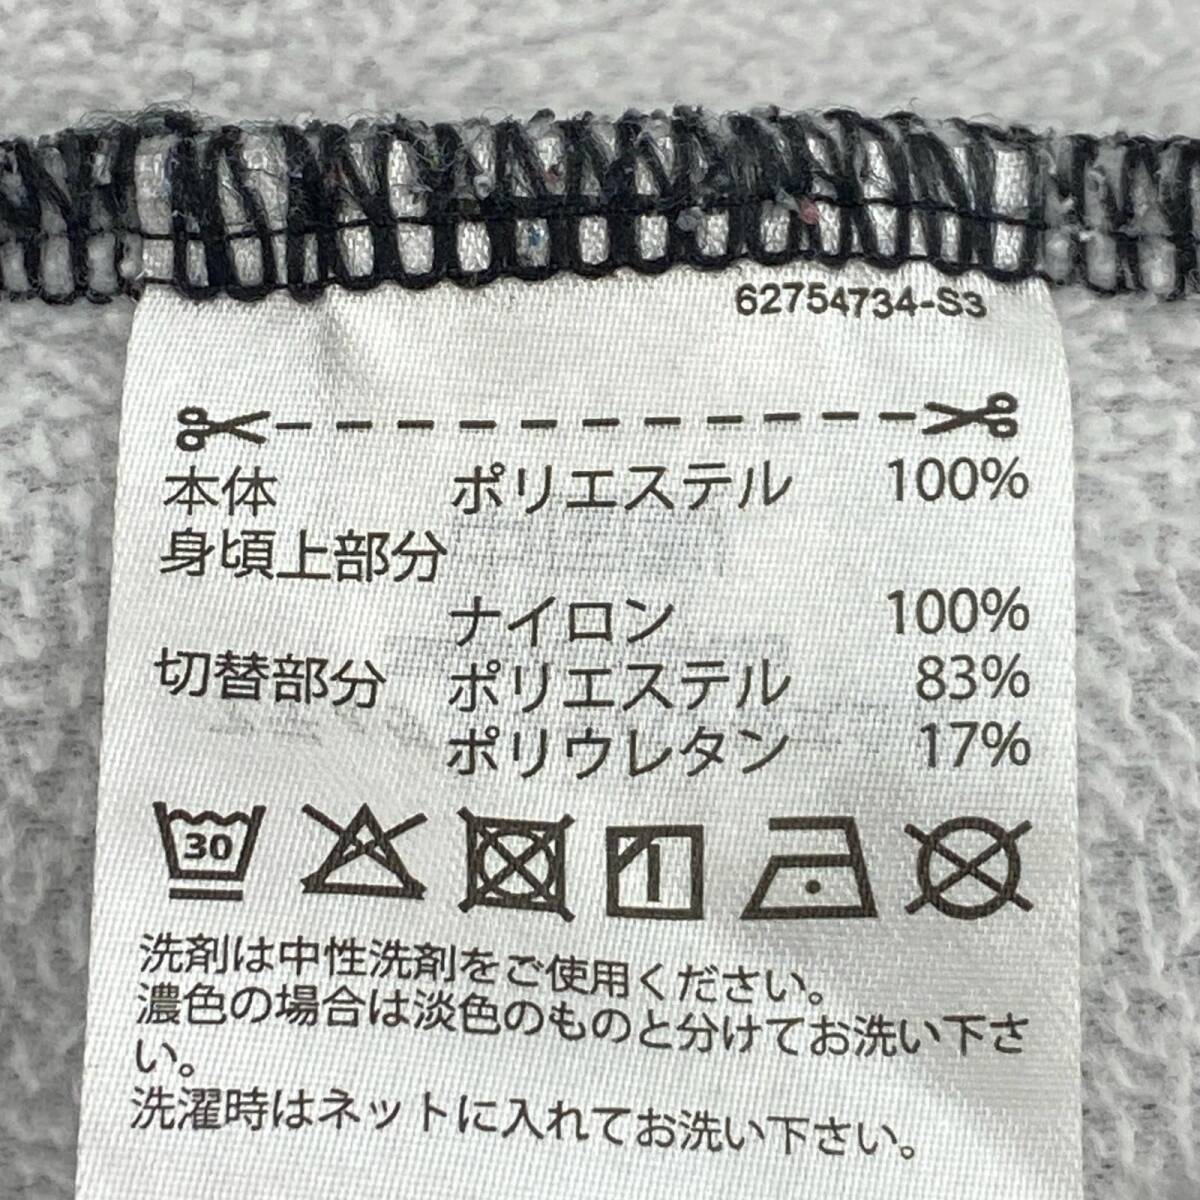 62754734-S3
本体 ポリエステル 100%
身頃上部分
ナイロン 100%
切替部分 ポリエステル 83%
ポリウレタン 17%
30
洗剤は中性洗剤をご使用ください。
濃色の場合は淡色のものと分けてお洗い下さ
い。
洗濯時はネットに入れてお洗い下さい。